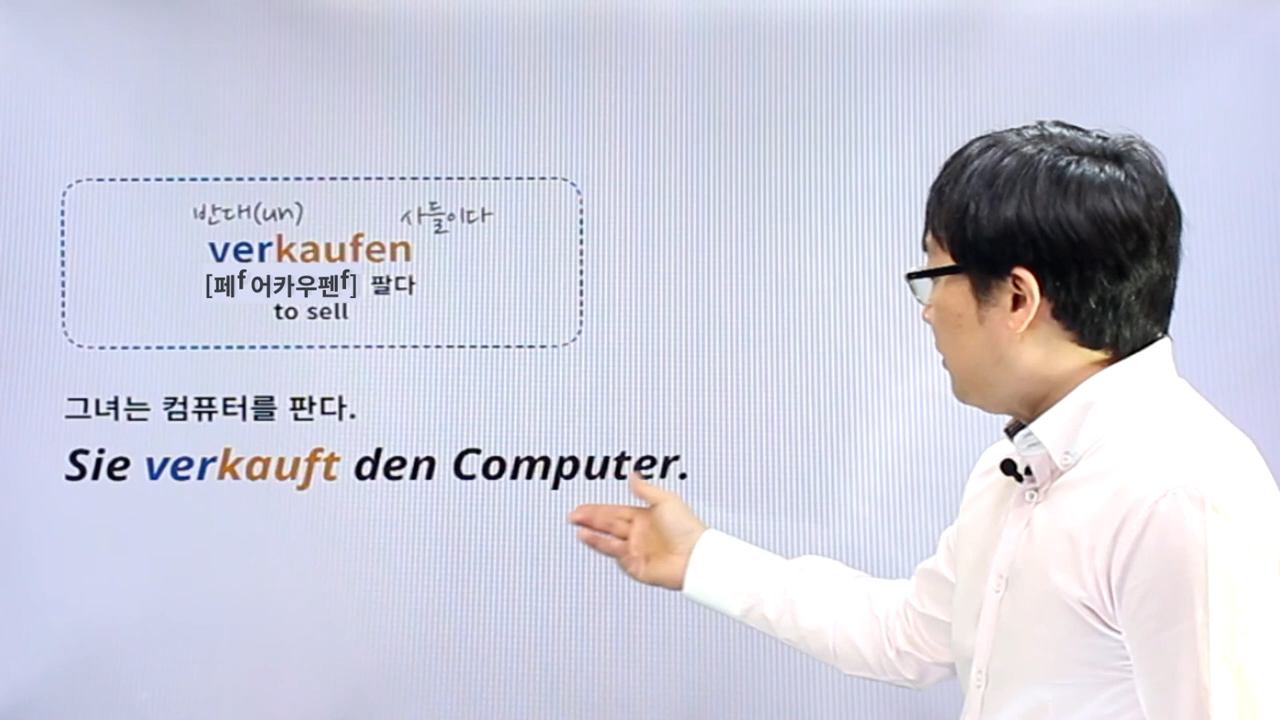 반대(un) 사들이다
verkaufen
[페f어카우펜f] 팔다
to sell
그녀는 컴퓨터를 판다.
Sie verkauft den Computer.